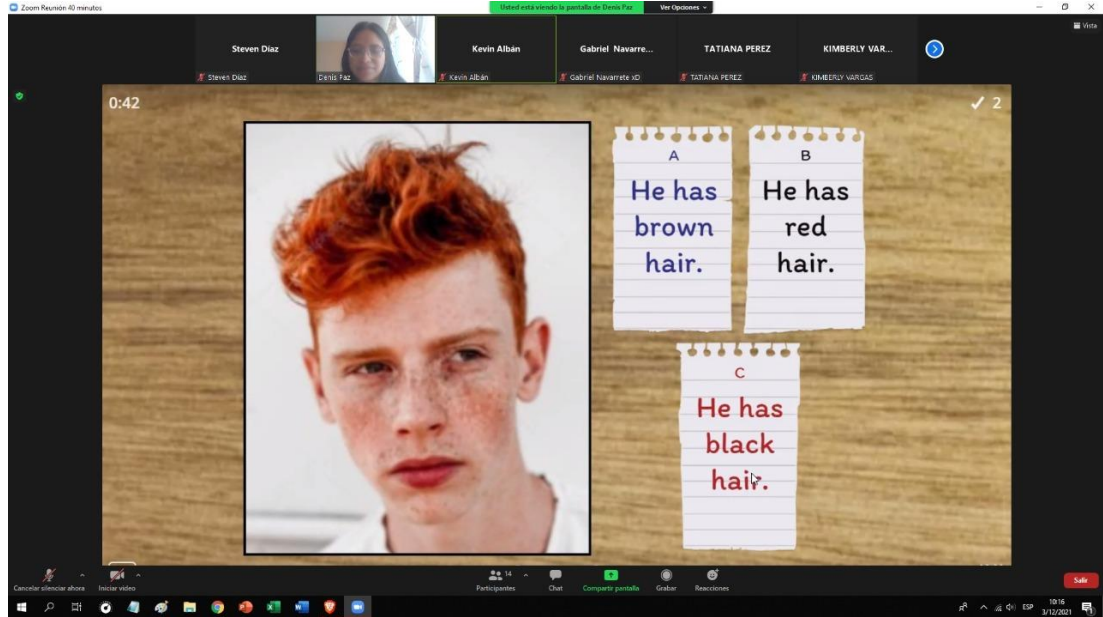 Zoom Reunión 40 minutos
Usted está viendo la pantalla de Denis Paz
Ver Opciones
Vista
Steven Diaz
Kevin Albán
Gabriel Navarre...
TATIANA PEREZ
KIMBERLY VAR...
Steven Diaz
Denis Paz
Kevin Albán
Gabriel Navarrete xD
TATIANA PEREZ
KIMBERLY VARGAS
0:42
2
A
He has
brown
hair.
B
He has
red
hair.
C
He has
black
hair.
Cancelar silenciar ahora
Iniciar video
14
Participantes
Chat
Compartir pantalla
Grabar
Reacciones
Salir
ESP
10:16
3/12/2021